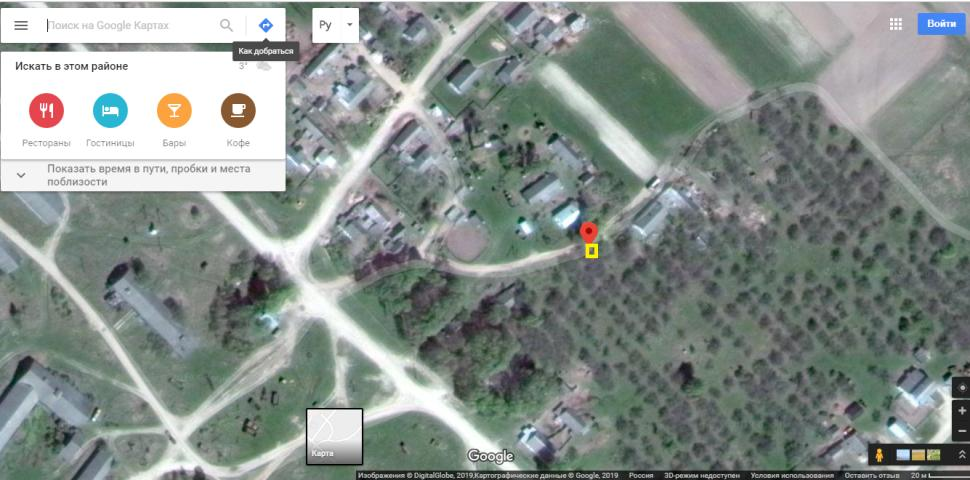 Поиск на Google Картах
Ру
Войти
Как добраться
Искать в этом районе
3°
Рестораны
Гостиницы
Бары
Кофе
Показать время в пути, пробки и места
поблизости
Карта
Google
Изображения © DigitalGlobe, 2019,Картографические данные © Google, 2019 Россия 3D-режим недоступен Условия использования Оставить отзыв 20 м